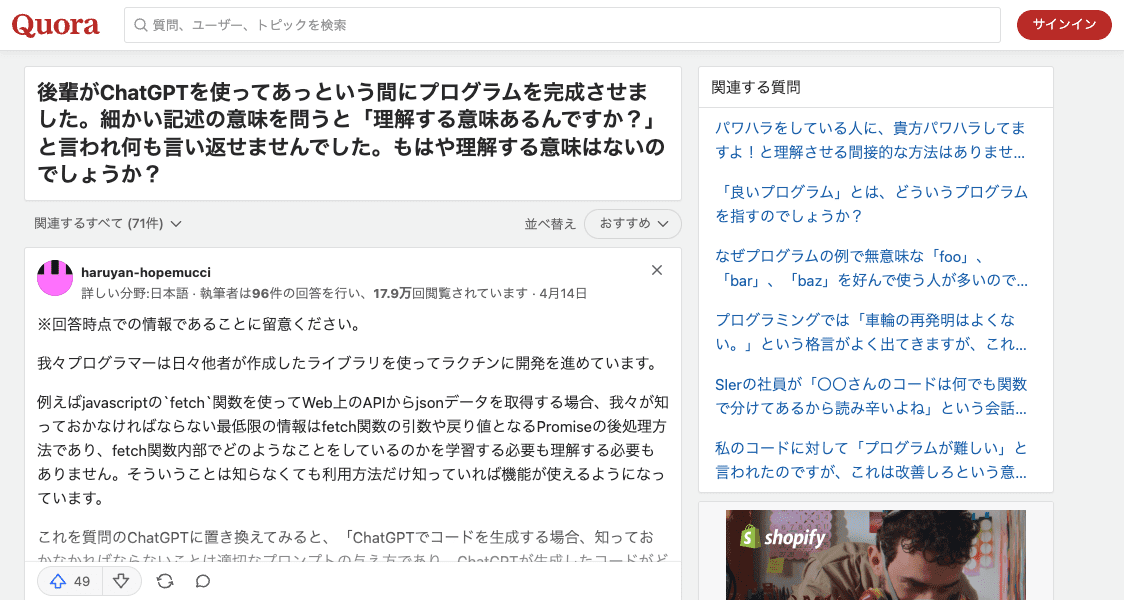 Quora
質問、ユーザー、トピックを検索
サインイン
後輩がChatGPTを使ってあっという間にプログラムを完成させま
した。細かい記述の意味を問うと「理解する意味あるんですか？」
と言われ何も言い返せませんでした。もはや理解する意味はないの
でしょうか？
関連するすべて (71件)
並べ替え
おすすめ
haruyan-hopemucci
詳しい分野:日本語 · 執筆者は96件の回答を行い、17.9万回閲覧されています · 4月14日
※回答時点での情報であることに留意ください。
我々プログラマーは日々他者が作成したライブラリを使ってラクチンに開発を進めています。
例えばjavascriptの`fetch`関数を使ってWeb上のAPIからjsonデータを取得する場合、我々が知
っておかなければならない最低限の情報はfetch関数の引数や戻り値となるPromiseの後処理方
法であり、fetch関数内部でどのようなことをしているのかを学習する必要も理解する必要も
ありません。そういうことは知らなくても利用方法だけ知っていれば機能が使えるようになっ
ています。
これを質問のChatGPTに置き換えてみると、「ChatGPTでコードを生成する場合、知ってお
かなかればならないことは適切なプロンプトの与え方であり、ChatGPTが生成したコードがど
49
関連する質問
パワハラをしている人に、貴方パワハラしてま
すよ！と理解させる間接的な方法はありませ...
「良いプログラム」とは、どういうプログラム
を指すのでしょうか？
なぜプログラムの例で無意味な「foo」、
「bar」、「baz」を好んで使う人が多いので...
プログラミングでは「車輪の再発明はよくな
い。」という格言がよく出てきますが、これ...
SIerの社員が「〇〇さんのコードは何でも関数
で分けてあるから読み辛いよね」という会話...
私のコードに対して「プログラムが難しい」と
言われたのですが、これは改善しろという意...
shopify